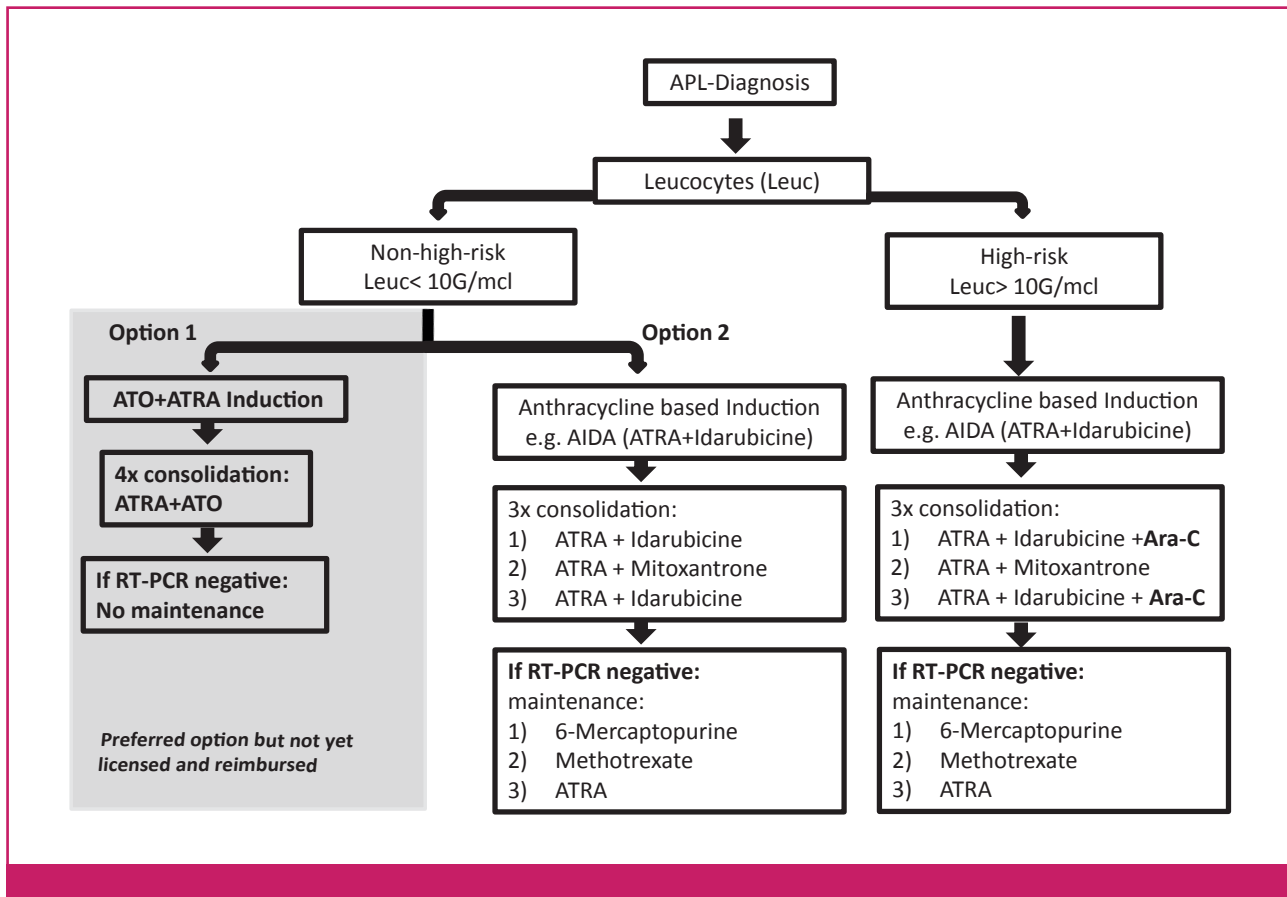 APL-Diagnosis
Leucocytes (Leuc)
Non-high-risk
Leuc< 10G/mcl
High-risk
Leuc> 10G/mcl
Option 1
Option 2
ATO+ATRA Induction
4x consolidation:
ATRA+ATO
If RT-PCR negative:
No maintenance
Preferred option but not yet
licensed and reimbursed
Anthracycline based Induction
e.g. AIDA (ATRA+Idarubicine)
3x consolidation:
1) ATRA + Idarubicine
2) ATRA + Mitoxantrone
3) ATRA + Idarubicine
If RT-PCR negative:
maintenance:
1) 6-Mercaptopurine
2) Methotrexate
3) ATRA
Anthracycline based Induction
e.g. AIDA (ATRA+Idarubicine)
3x consolidation:
1) ATRA + Idarubicine +Ara-C
2) ATRA + Mitoxantrone
3) ATRA + Idarubicine + Ara-C
If RT-PCR negative:
maintenance:
1) 6-Mercaptopurine
2) Methotrexate
3) ATRA